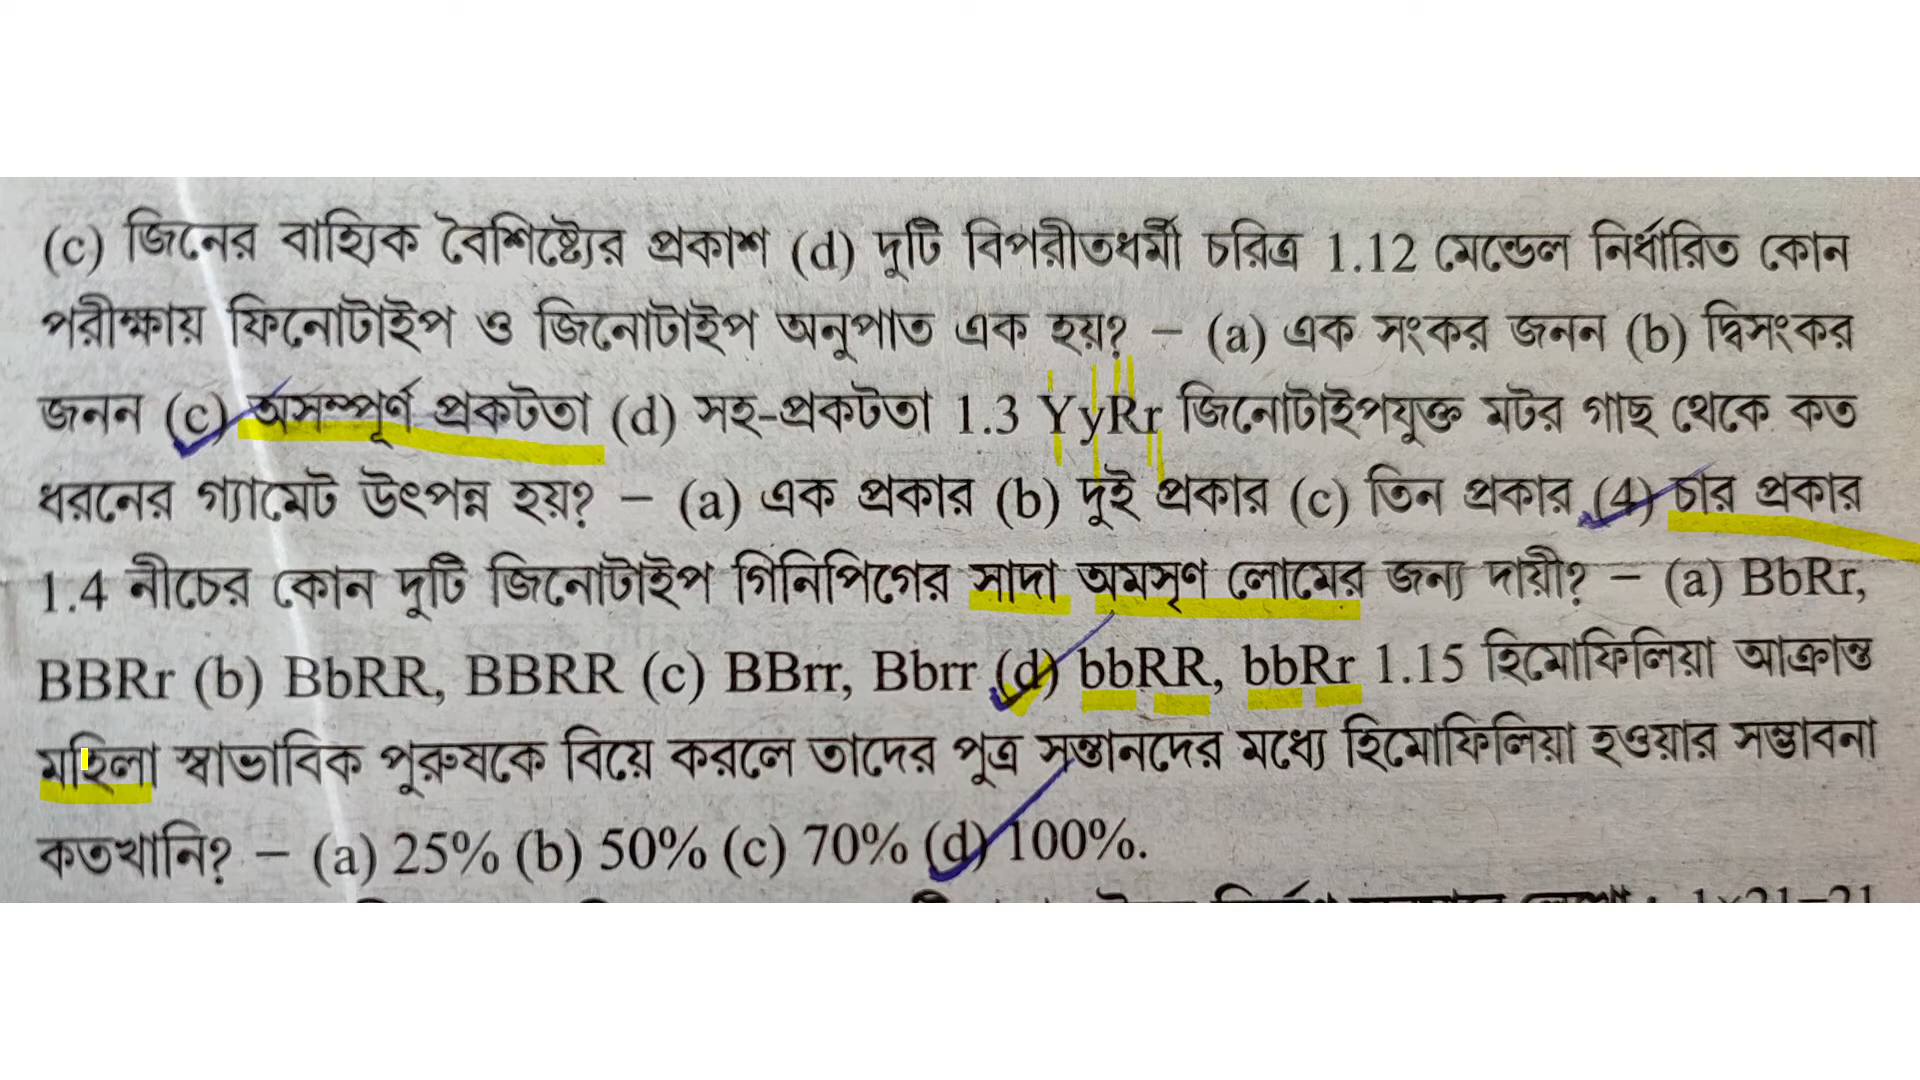 (c) জিনের বাহ্যিক বৈশিষ্ট্যের প্রকাশ (d) দুটি বিপরীতধর্মী চরিত্র 1.12 মেন্ডেল নির্ধারিত কোন
পরীক্ষায় ফিনোটাইপ ও জিনোটাইপ অনুপাত এক হয়? – (a) এক সংকর জনন (b) দ্বিসংকর
জনন (c) অসম্পূর্ণ প্রকটতা (d) সহ-প্রকটতা 1.3 YyRr জিনোটাইপযুক্ত মটর গাছ থেকে কত
ধরনের গ্যামেট উৎপন্ন হয়? – (a) এক প্রকার (b) দুই প্রকার (c) তিন প্রকার (4) চার প্রকার
1.4 নীচের কোন দুটি জিনোটাইপ গিনিপিগের সাদা অমসৃণ লোমের জন্য দায়ী? – (a) BbRr,
BBRr (b) BbRR, BBRR (c) BBrr, Bbrr (d) bbRR, bbRr 1.15 হিমোফিলিয়া আক্রান্ত
মহিলা স্বাভাবিক পুরুষকে বিয়ে করলে তাদের পুত্র সন্তানদের মধ্যে হিমোফিলিয়া হওয়ার সম্ভাবনা
কতখানি? – (a) 25% (b) 50% (c) 70% (d) 100%.